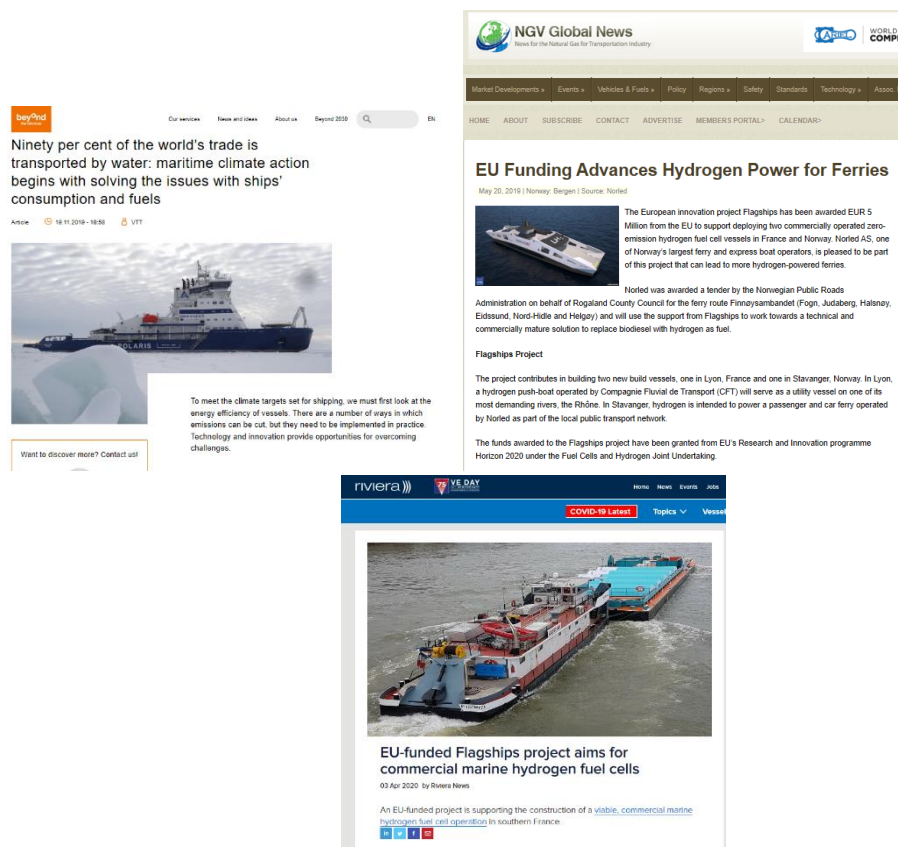 beyond
Our services News and ideas About us Beyond 2030 EN
Ninety per cent of the world's trade is
transported by water: maritime climate action
begins with solving the issues with ships'
consumption and fuels
Article 18.11.2019 - 18:58 VTT
POLARIS
To meet the climate targets set for shipping, we must first look at the
energy efficiency of vessels. There are a number of ways in which
emissions can be cut, but they need to be implemented in practice.
Technology and innovation provide opportunities for overcoming
challenges.
Want to discover more? Contact us!
NGV Global News
News for the Natural Gas for Transportation Industry
ARIEL WORLD
COMP
Market Developments » Events » Vehicles & Fuels » Policy Regions » Safety Standards Technology » Assoc.
HOME ABOUT SUBSCRIBE CONTACT ADVERTISE MEMBERS PORTAL> CALENDAR>
EU Funding Advances Hydrogen Power for Ferries
May 20, 2019 | Norway: Bergen | Source: Norled
The European innovation project Flagships has been awarded EUR 5
Million from the EU to support deploying two commercially operated zero-
emission hydrogen fuel cell vessels in France and Norway. Norled AS, one
of Norway's largest ferry and express boat operators, is pleased to be part
of this project that can lead to more hydrogen-powered ferries.
Norled was awarded a tender by the Norwegian Public Roads
Administration on behalf of Rogaland County Council for the ferry route Finnøysambandet (Fogn, Judaberg, Halsnøy,
Eidssund, Nord-Hidle and Helgøy) and will use the support from Flagships to work towards a technical and
commercially mature solution to replace biodiesel with hydrogen as fuel.
Flagships Project
The project contributes in building two new build vessels, one in Lyon, France and one in Stavanger, Norway. In Lyon,
a hydrogen push-boat operated by Compagnie Fluvial de Transport (CFT) will serve as a utility vessel on one of its
most demanding rivers, the Rhône. In Stavanger, hydrogen is intended to power a passenger and car ferry operated
by Norled as part of the local public transport network.
The funds awarded to the Flagships project have been granted from EU's Research and Innovation programme
Horizon 2020 under the Fuel Cells and Hydrogen Joint Undertaking.
riviera 75 VE DAY Home News Events Jobs
COVID-19 Latest Topics Vessel
EU-funded Flagships project aims for
commercial marine hydrogen fuel cells
03 Apr 2020 by Riviera News
An EU-funded project is supporting the construction of a viable, commercial marine
hydrogen fuel cell operation in southern France.